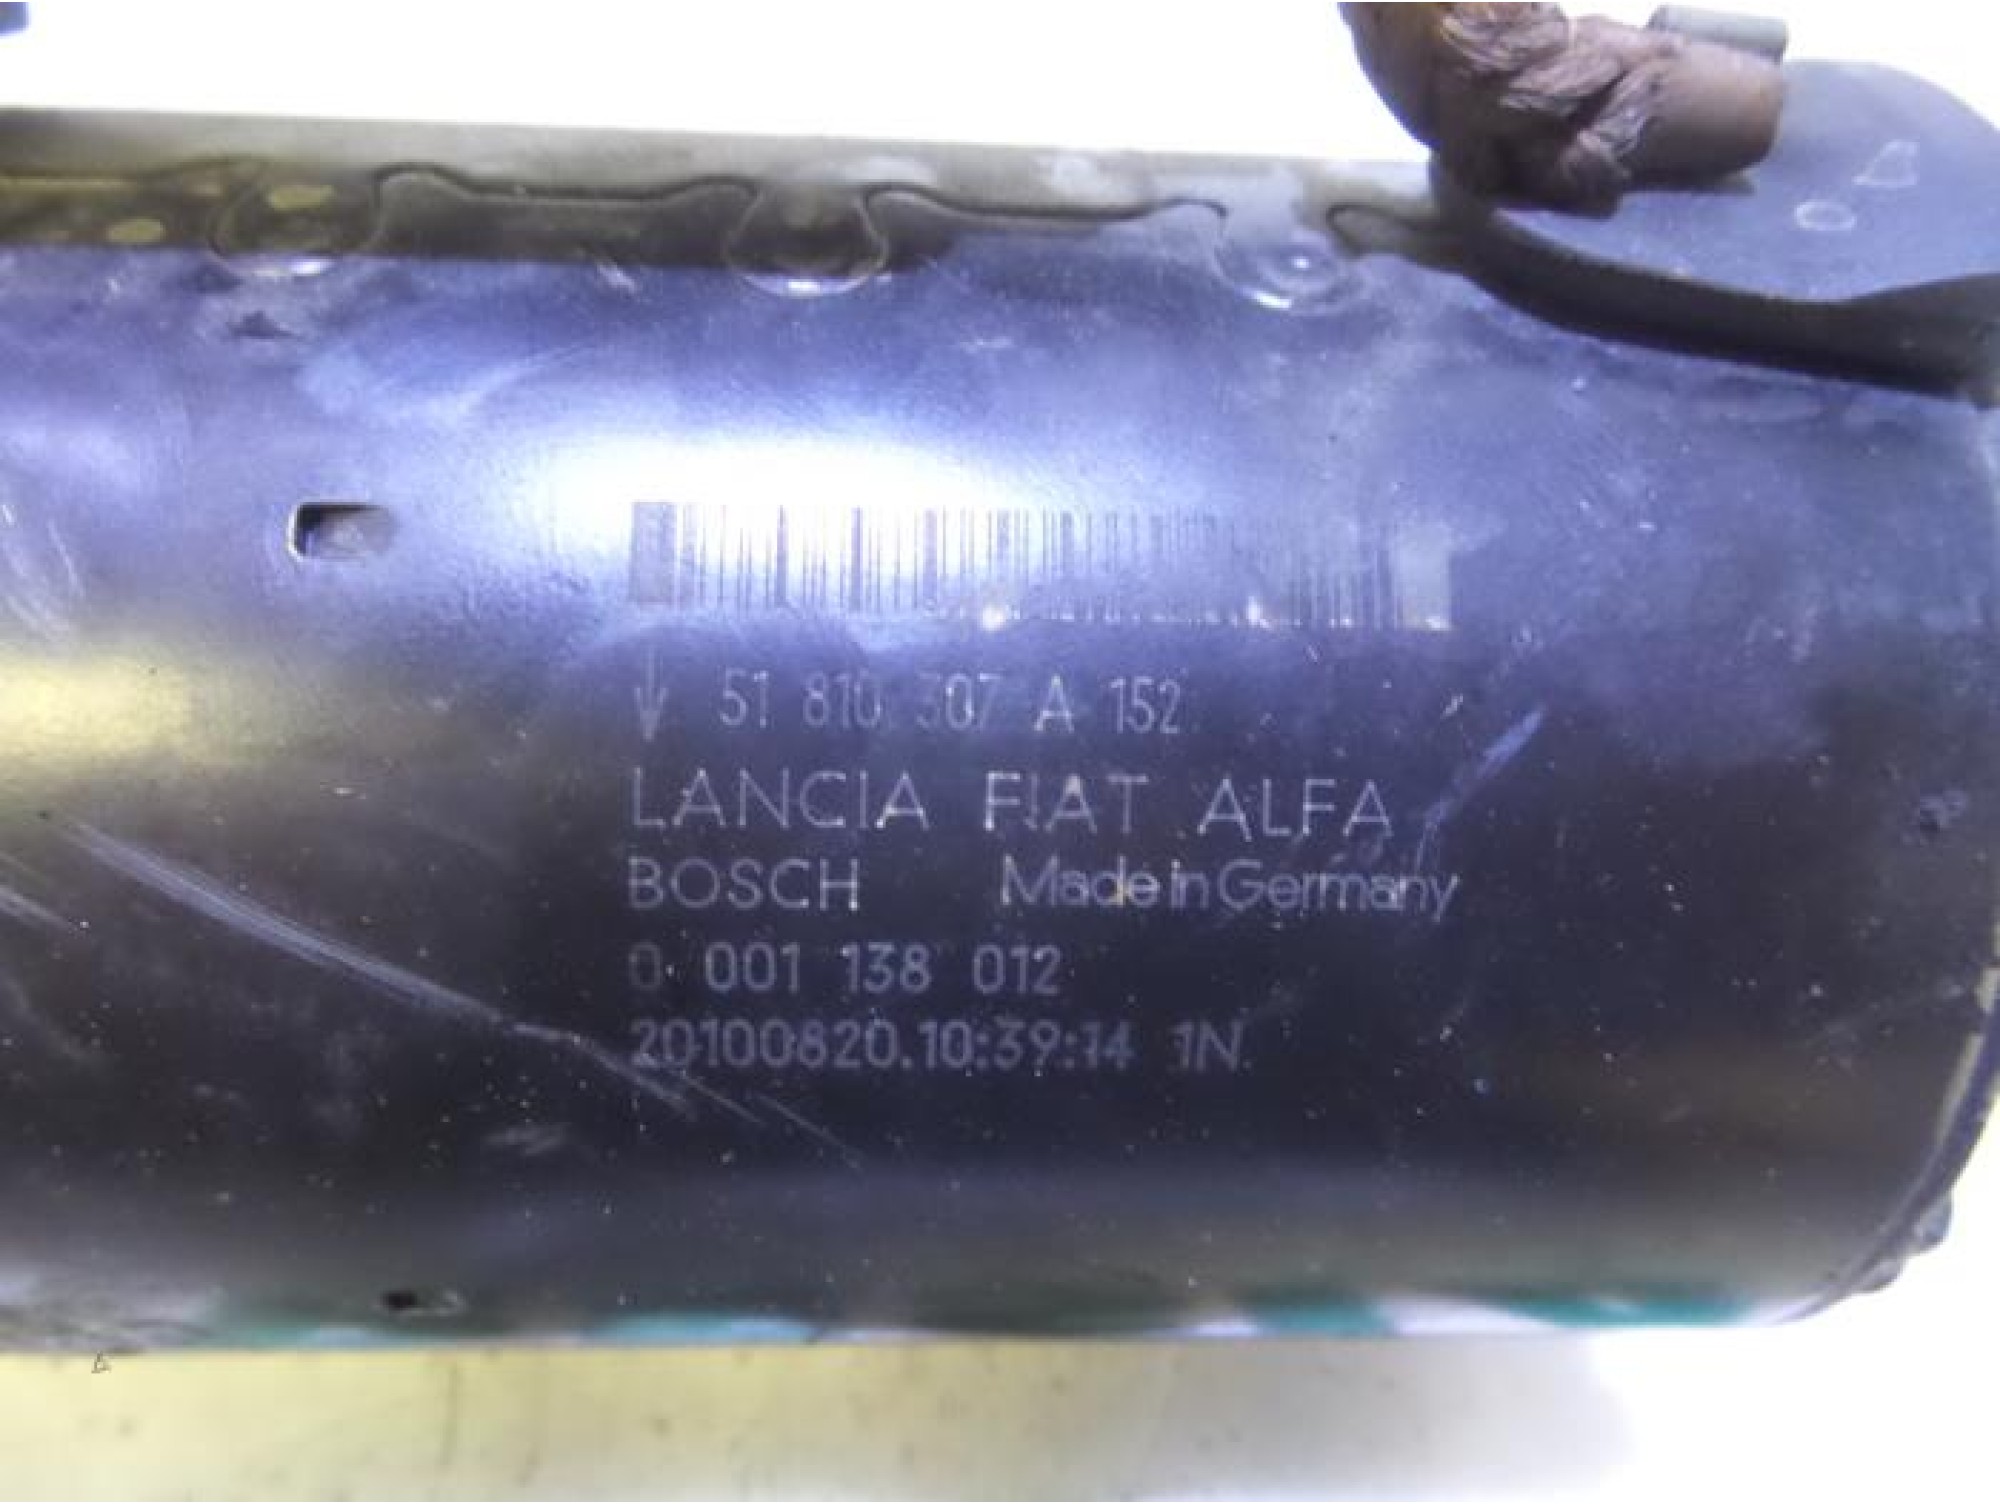 51 810 307 A 152
LANCIA FIAT ALFA
BOSCH Made in Germany
0 001 138 012
20100820.10:39:14 1N